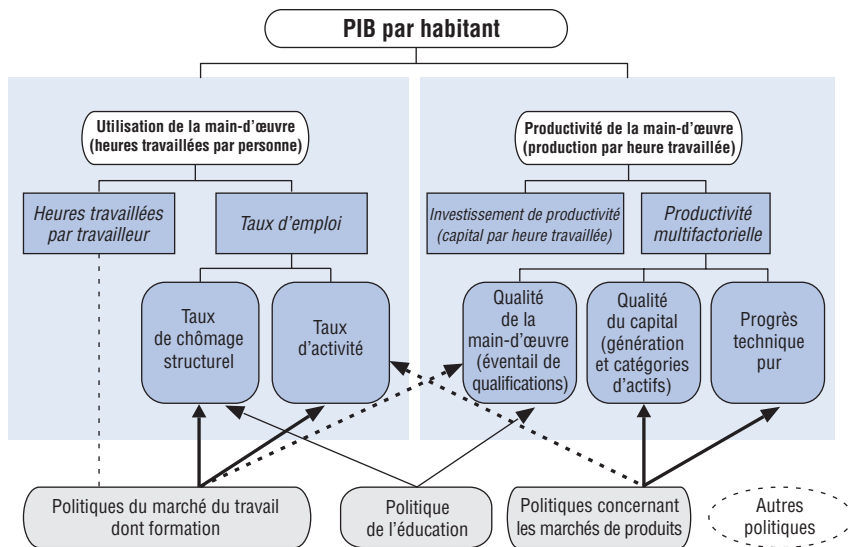 PIB par habitant
Utilisation de la main-d'œuvre
(heures travaillées par personne)
Productivité de la main-d'œuvre
(production par heure travaillée)
Heures travaillées
par travailleur
Taux d'emploi
Investissement de productivité
(capital par heure travaillée)
Productivité
multifactorielle
Taux
de chômage
structurel
Taux
d'activité
Qualité
de la
main-d'œuvre
(éventail de
qualifications)
Qualité
du capital
(génération
et catégories
d'actifs)
Progrès
technique
pur
Politiques du marché du travail
dont formation
Politique
de l'éducation
Politiques concernant
les marchés de produits
Autres
politiques